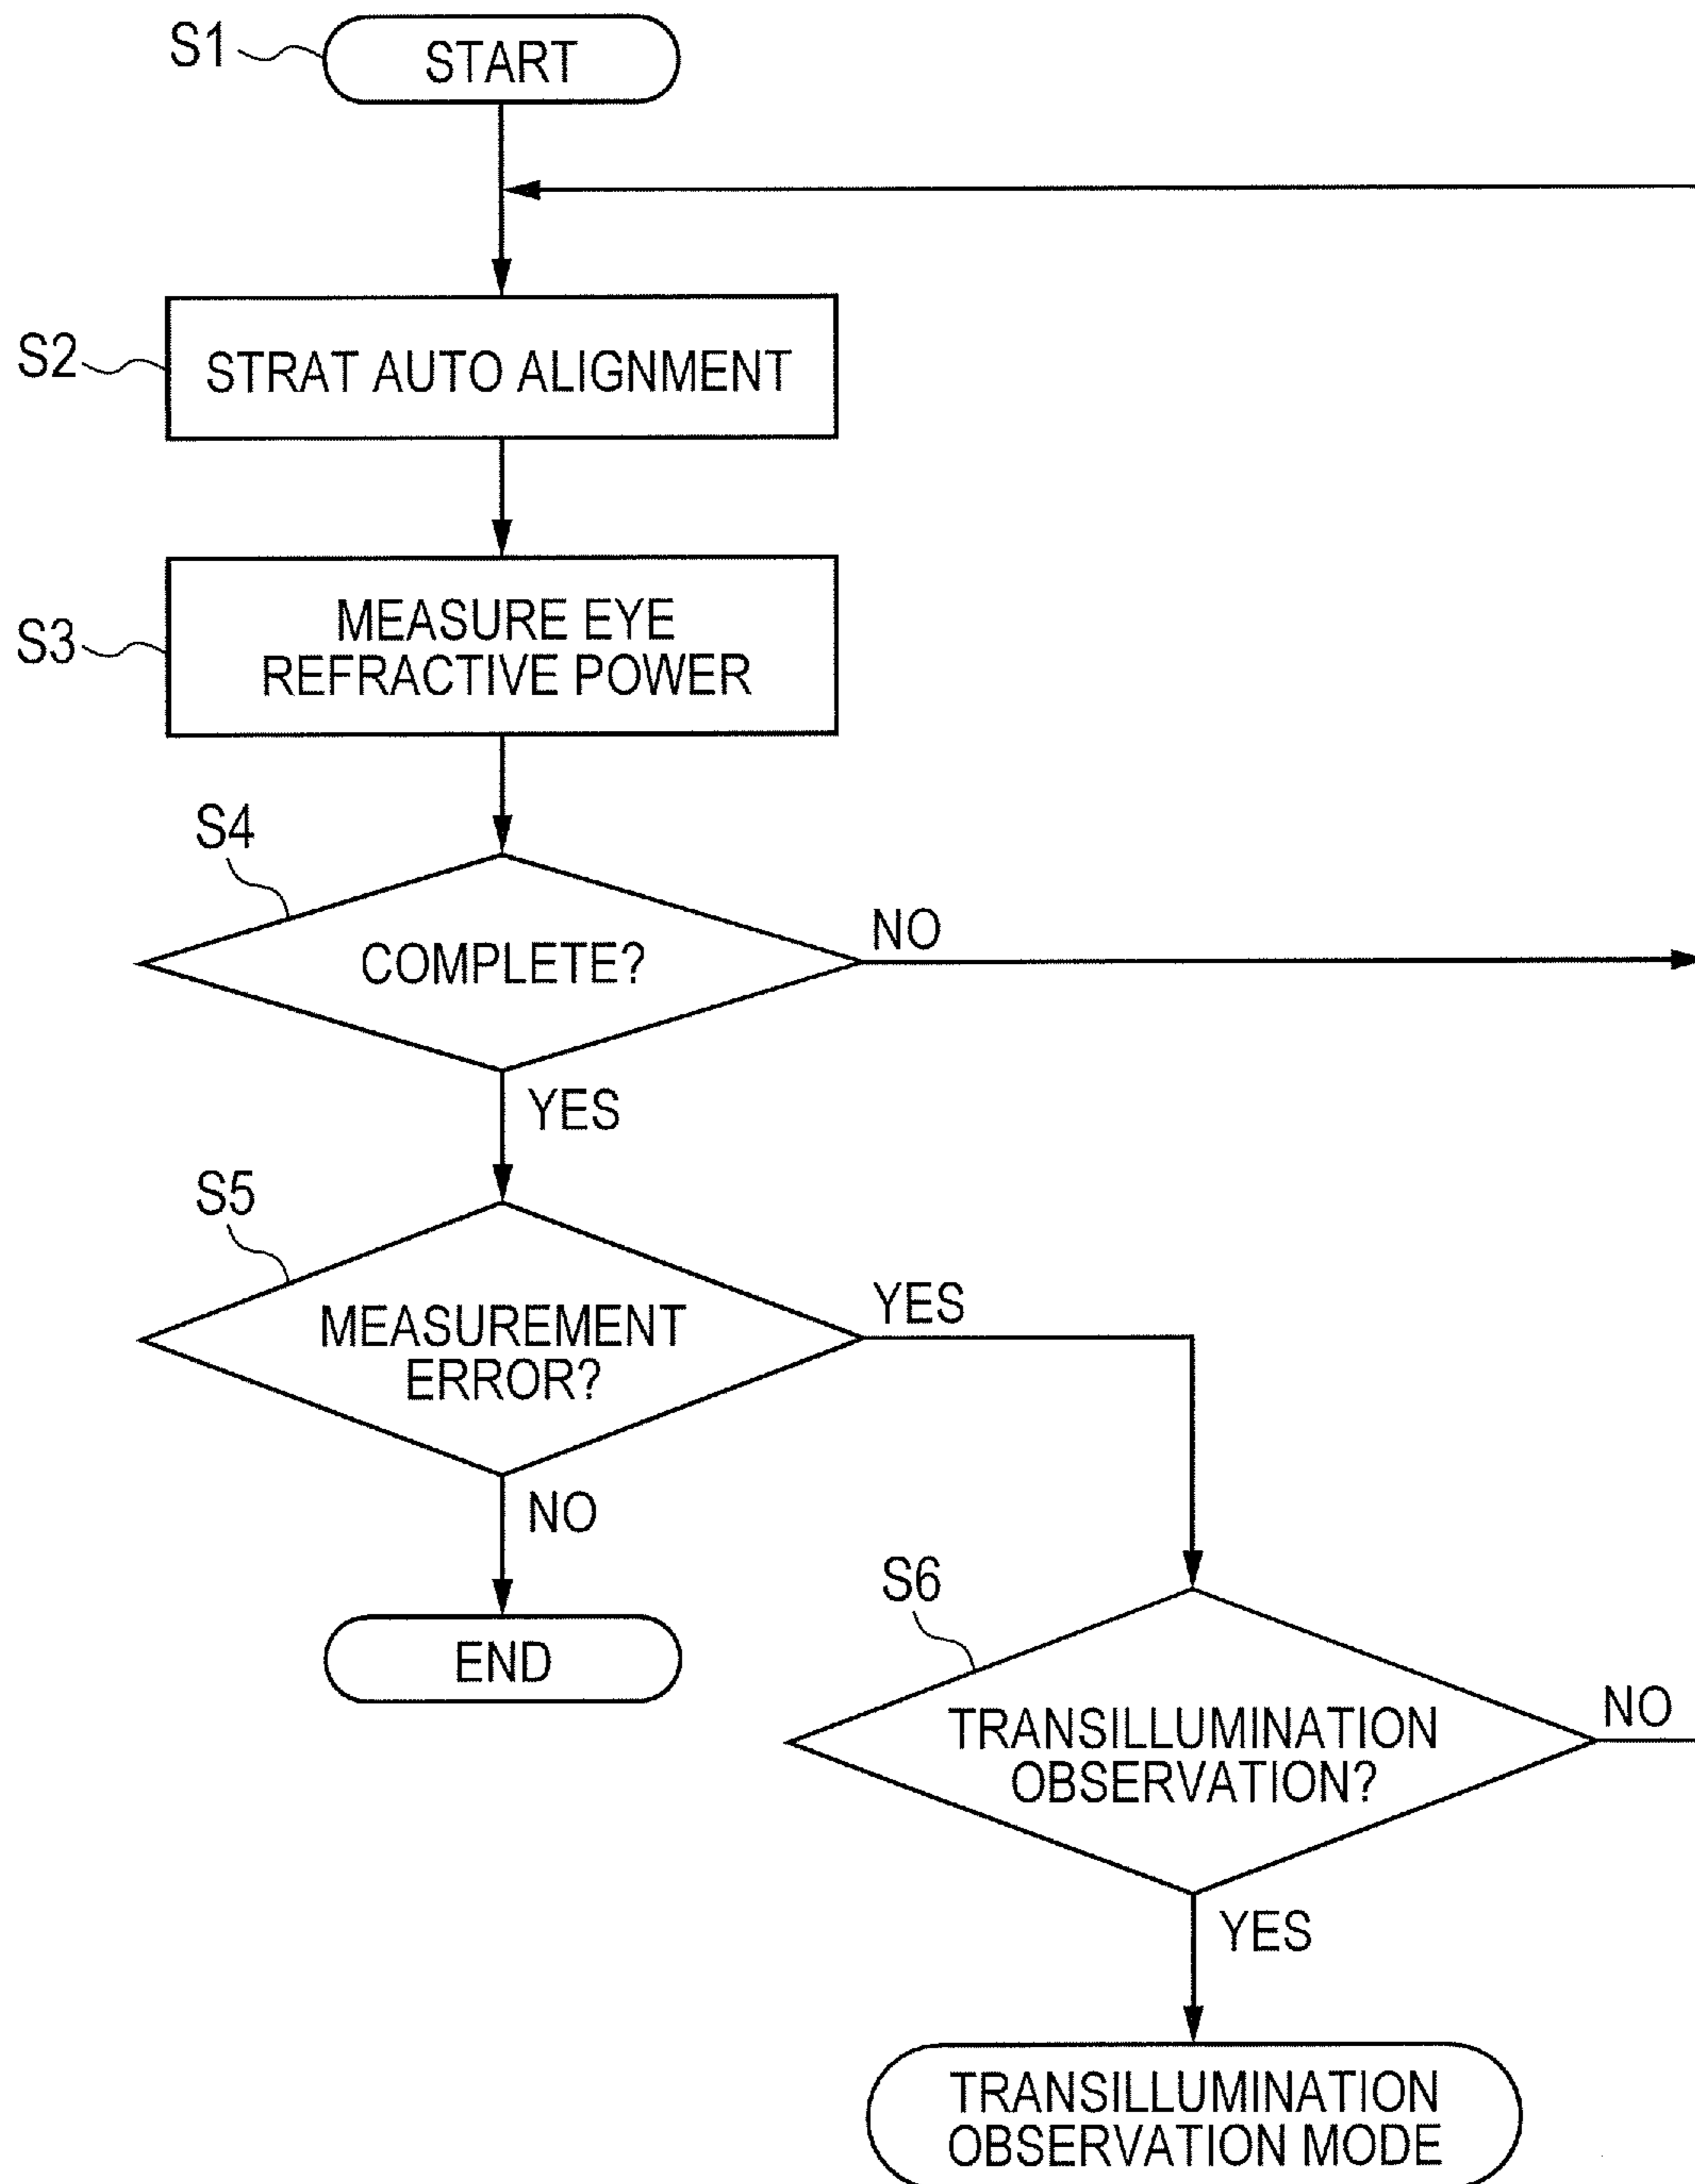 S1
START
S2
STRAT AUTO ALIGNMENT
S3
MEASURE EYE
REFRACTIVE POWER
S4
COMPLETE?
NO
YES
S5
MEASUREMENT
ERROR?
YES
NO
END
S6
TRANSILLUMINATION
OBSERVATION?
NO
YES
TRANSILLUMINATION
OBSERVATION MODE